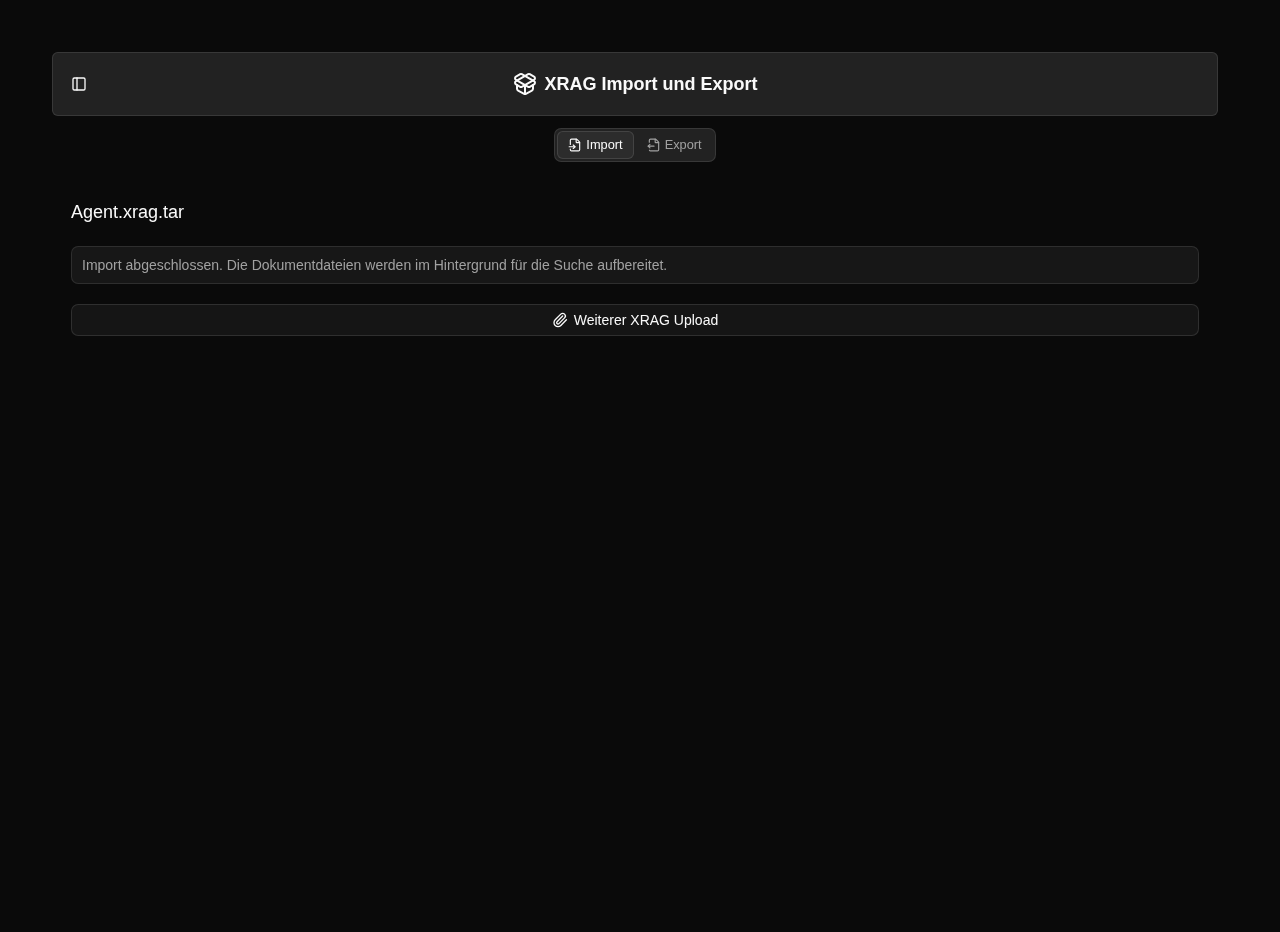 XRAG Import und Export
Import
Export
Agent.xrag.tar
Import abgeschlossen. Die Dokumentdateien werden im Hintergrund für die Suche aufbereitet.
Weiterer XRAG Upload